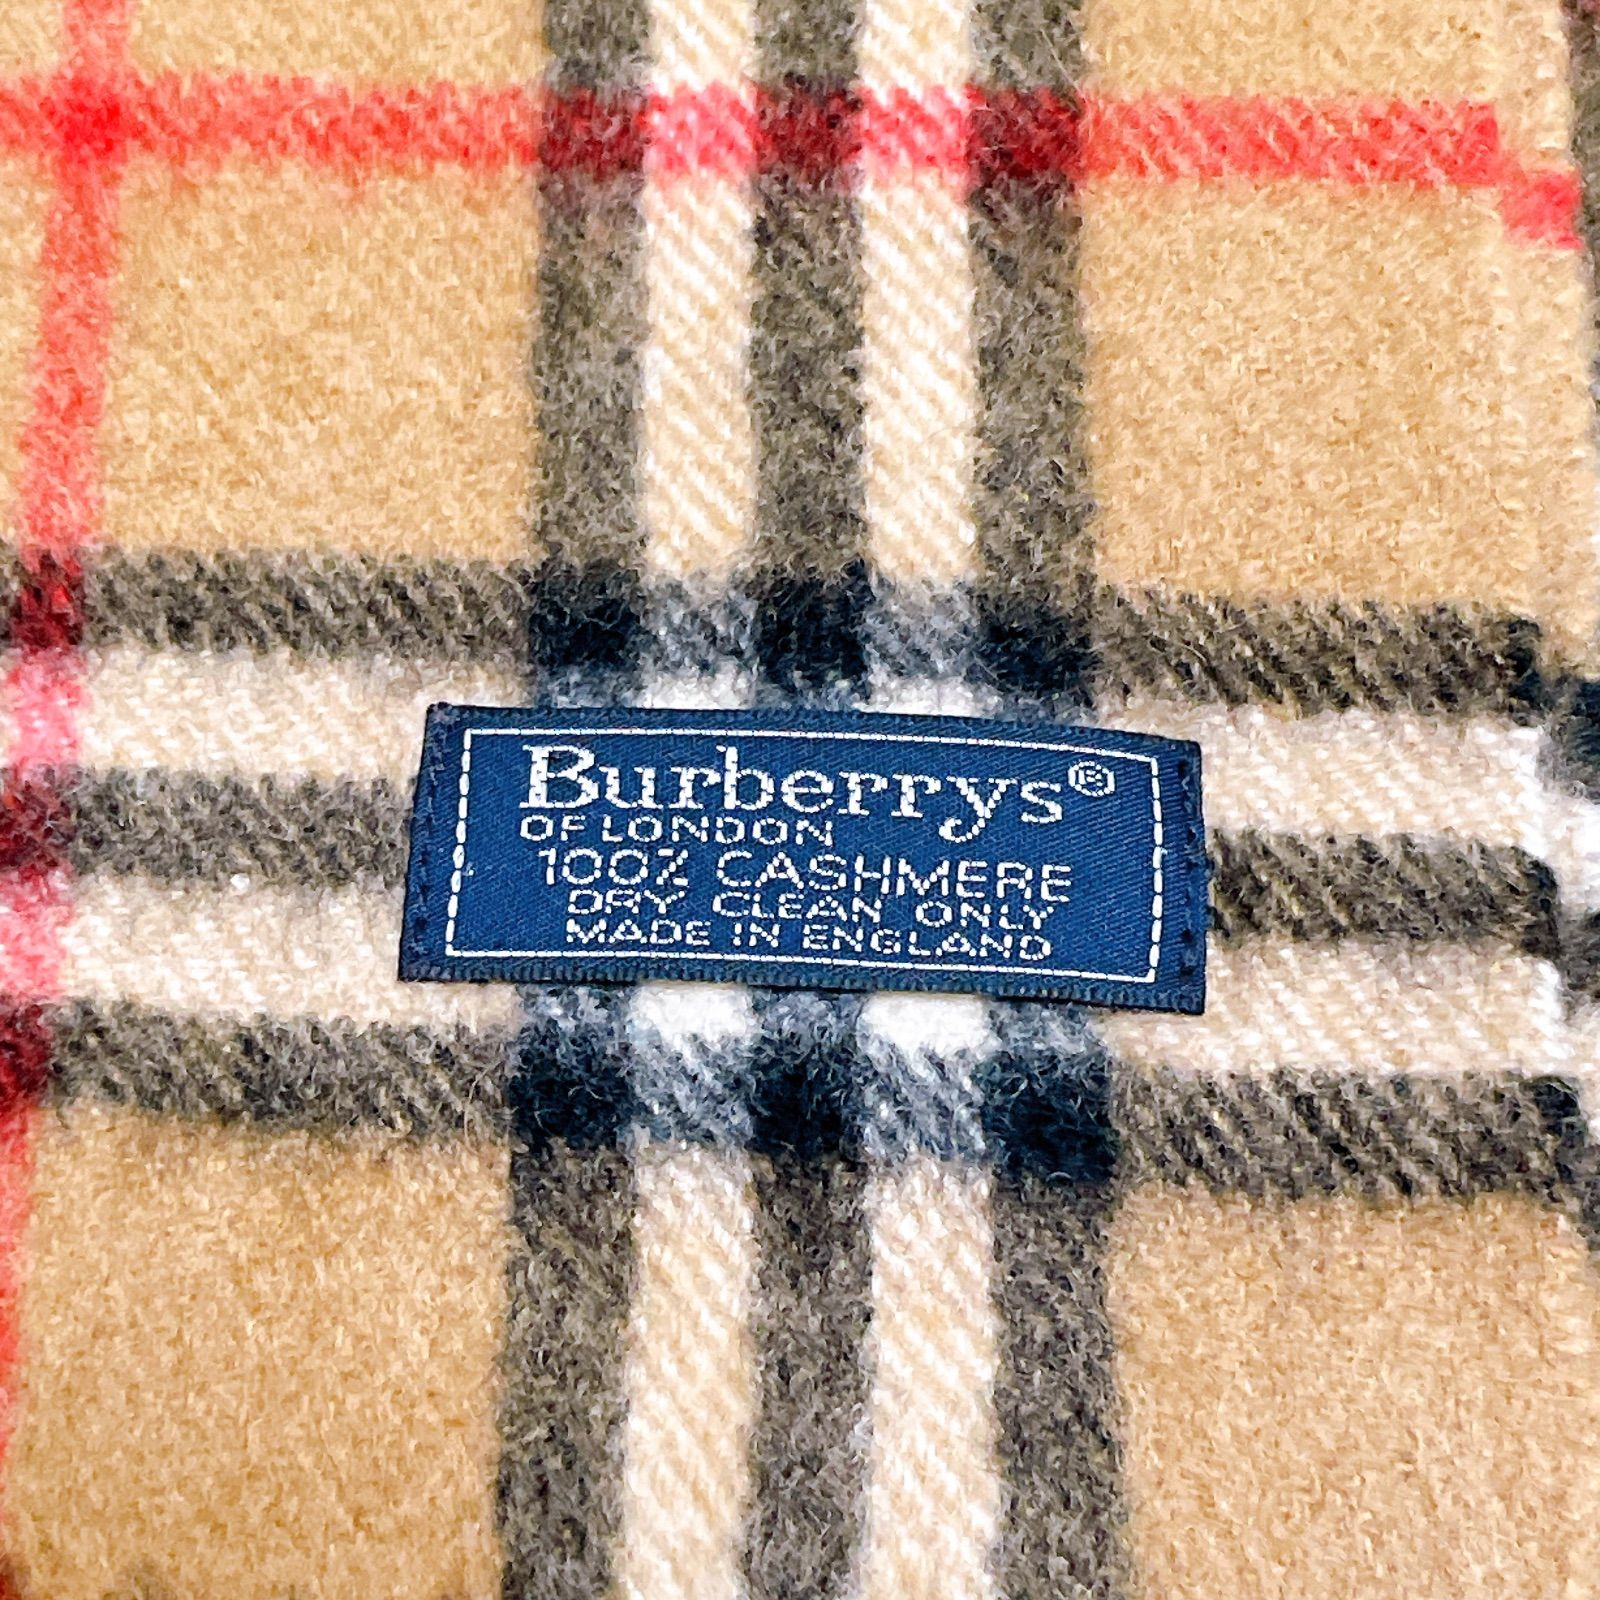 Burberrys®
OF LONDON
100% CASHMERE
DRY CLEAN ONLY
MADE IN ENGLAND